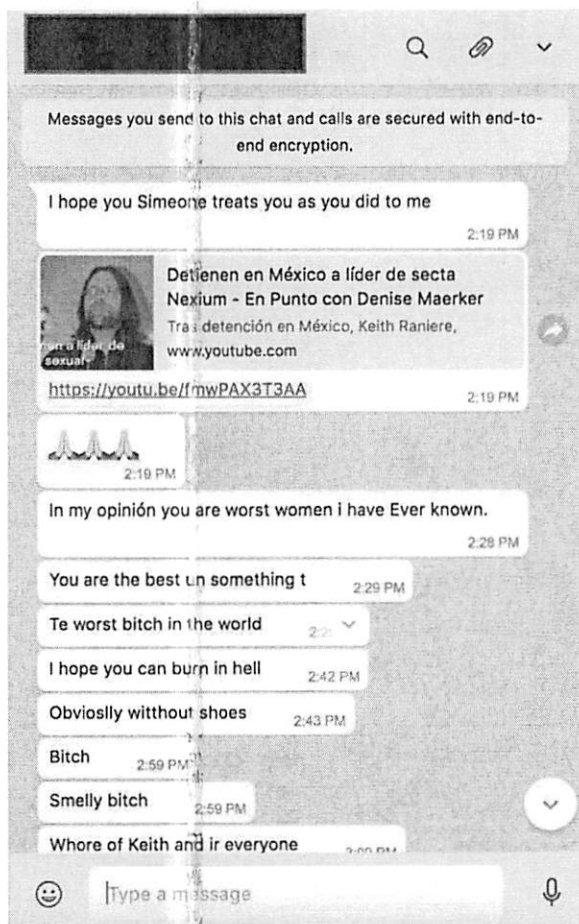 Messages you send to this chat and calls are secured with end-to-
end encryption.
I hope you Simeone treats you as you did to me
2:19 PM
Detienen en México a líder de secta
Nexium - En Punto con Denise Maerker
Tras detención en México, Keith Raniere,
www.youtube.com
en a líder de
sexual
https://youtu.be/fmwPAX3T3AA
2:19 PM
🙏🙏🙏
2:19 PM
In my opinión you are worst women i have Ever known.
2:28 PM
You are the best un something t
2:29 PM
Te worst bitch in the world
I hope you can burn in hell
2:42 PM
Obvioslly witthout shoes
2:43 PM
Bitch
2:59 PM
Smelly bitch
2:59 PM
Whore of Keith and ir everyone
Type a message